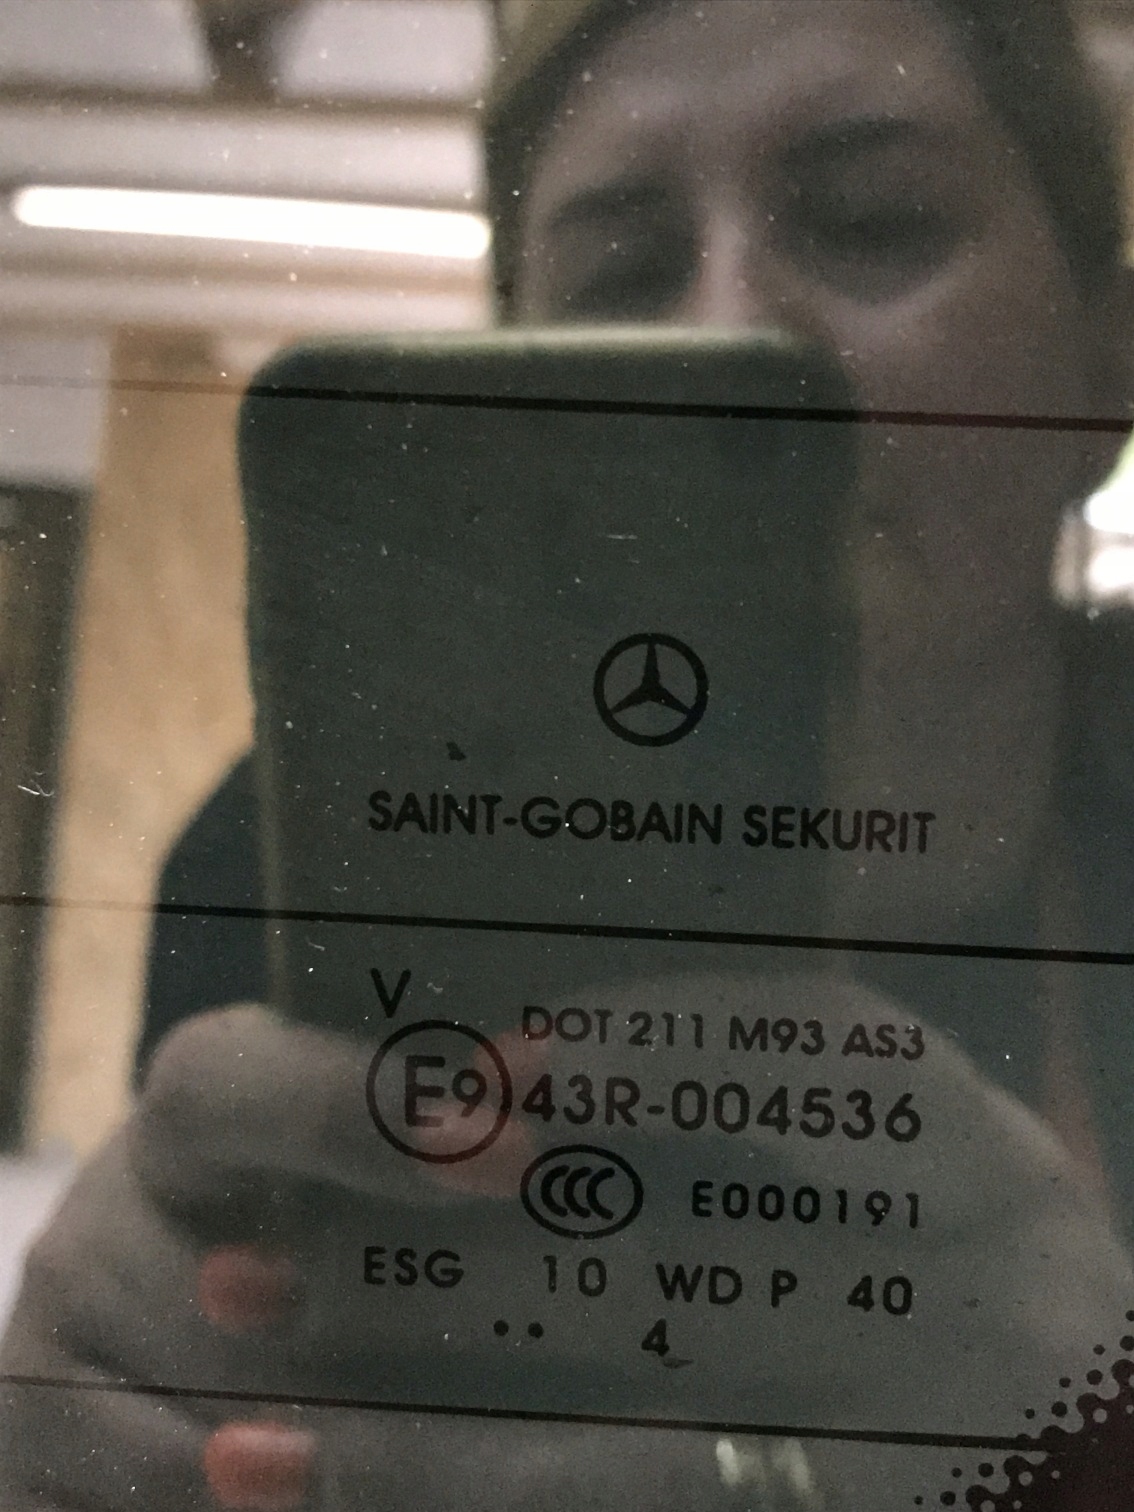 SAINT-GOBAIN SEKURIT
V
DOT 211 M93 AS3
E9 43R-004536
CCC E000191
ESG 10 WD P 40
.. 4